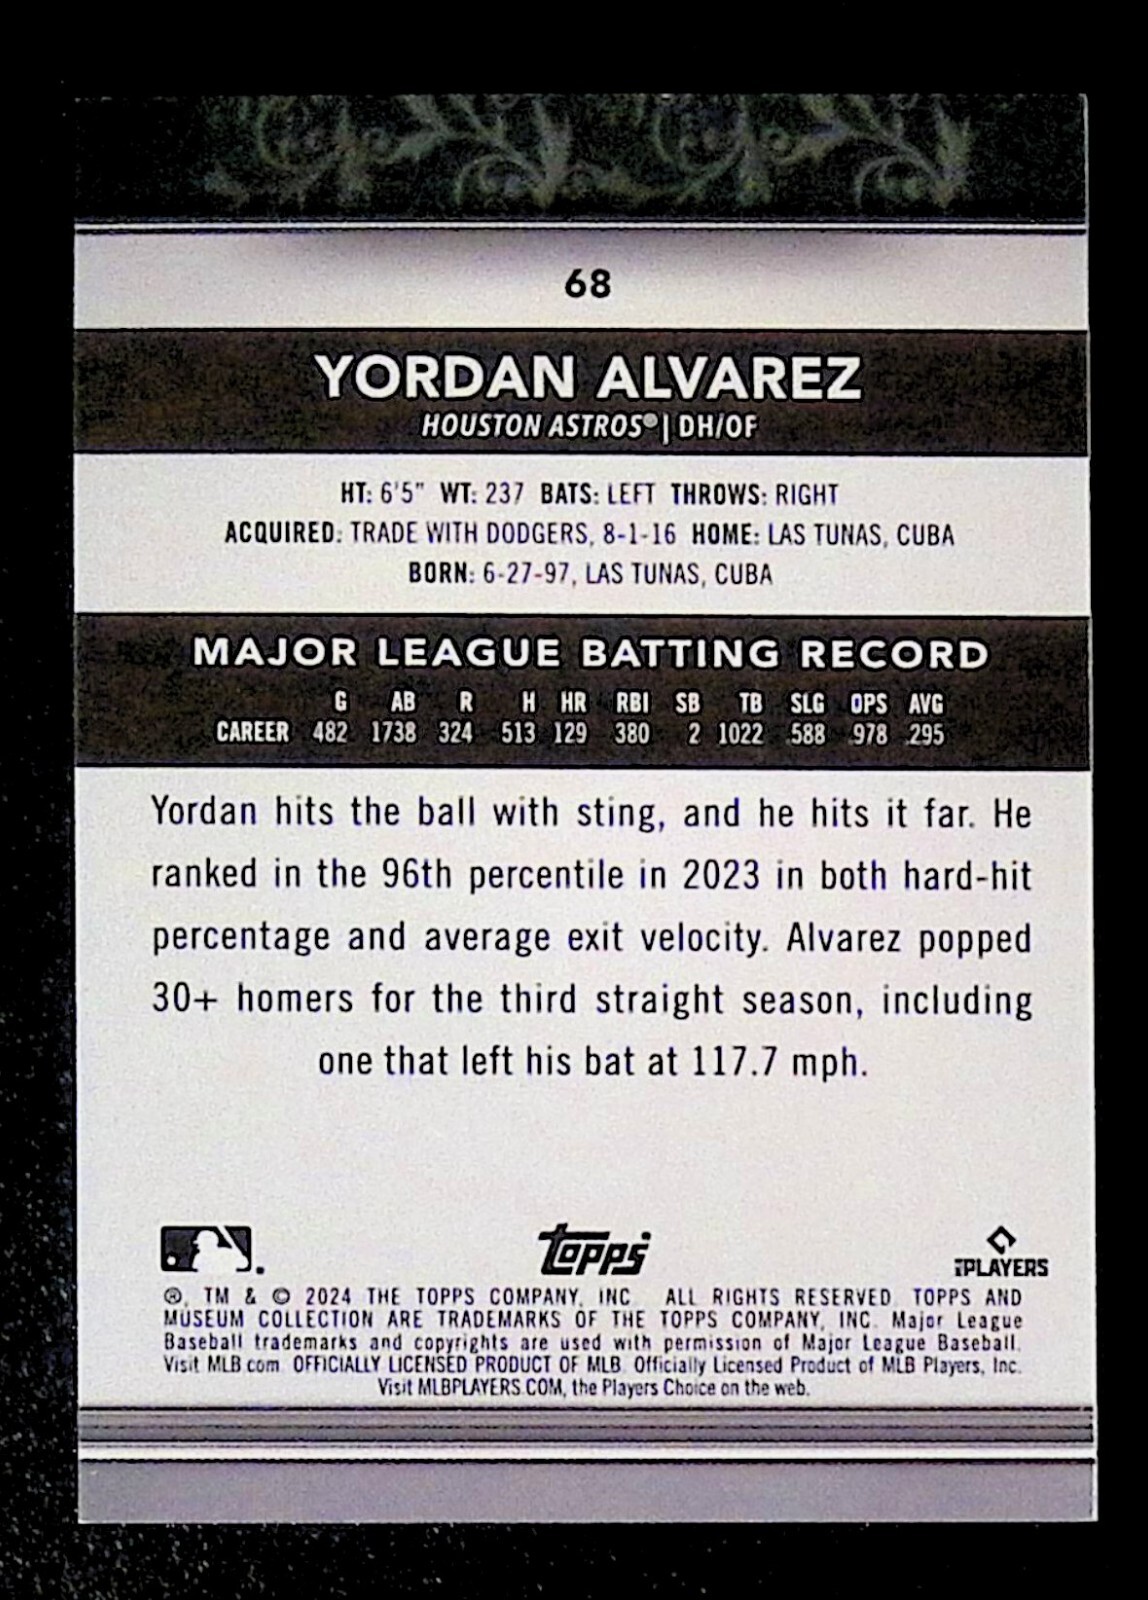 68
YORDAN ALVAREZ
HOUSTON ASTROS® | DH/OF
HT: 6'5" WT: 237 BATS: LEFT THROWS: RIGHT
ACQUIRED: TRADE WITH DODGERS, 8-1-16 HOME: LAS TUNAS, CUBA
BORN: 6-27-97, LAS TUNAS, CUBA
MAJOR LEAGUE BATTING RECORD
G AB R H HR RBI SB TB SLG OPS AVG
CAREER 482 1738 324 513 129 380 2 1022 .588 .978 .295
Yordan hits the ball with sting, and he hits it far. He
ranked in the 96th percentile in 2023 in both hard-hit
percentage and average exit velocity. Alvarez popped
30+ homers for the third straight season, including
one that left his bat at 117.7 mph.
topps
PLAYERS
®, TM & © 2024 THE TOPPS COMPANY, INC. ALL RIGHTS RESERVED. TOPPS AND
MUSEUM COLLECTION ARE TRADEMARKS OF THE TOPPS COMPANY, INC. Major League
Baseball trademarks and copyrights are used with permission of Major League Baseball.
Visit MLB.com. OFFICIALLY LICENSED PRODUCT OF MLB. Officially Licensed Product of MLB Players, Inc.
Visit MLBPLAYERS.COM, the Players Choice on the web.